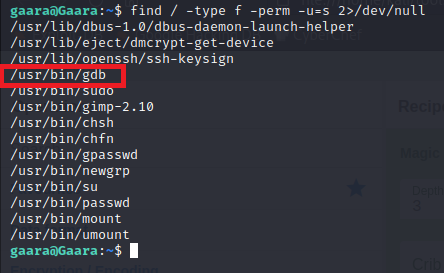 gaara@Gaara:~$ find / -type f -perm -u=s 2>/dev/null
/usr/lib/dbus-1.0/dbus-daemon-launch-helper
/usr/lib/eject/dmcrypt-get-device
/usr/lib/openssh/ssh-keysign
/usr/bin/gdb
/usr/bin/sudo
/usr/bin/gimp-2.10
/usr/bin/chsh
/usr/bin/chfn
/usr/bin/gpasswd
/usr/bin/newgrp
/usr/bin/su
/usr/bin/passwd
/usr/bin/mount
/usr/bin/umount
gaara@Gaara:~$
Recipe
Magic
3